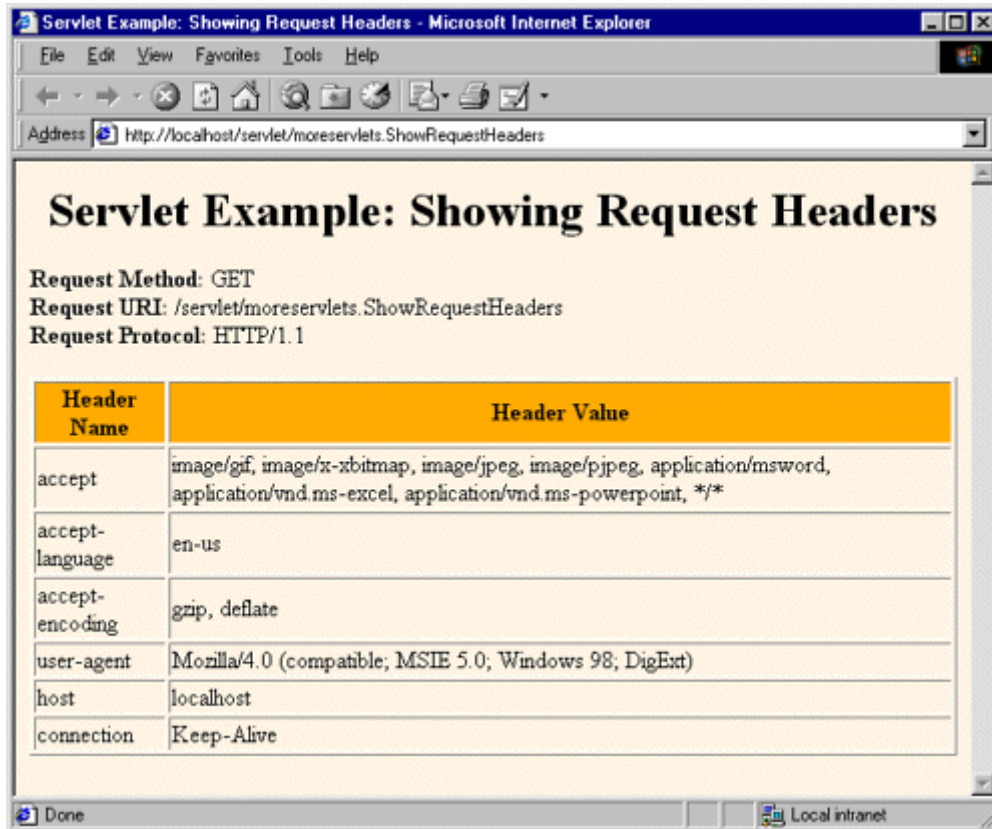 Servlet Example: Showing Request Headers - Microsoft Internet Explorer
File Edit View Favorites Tools Help
Address http://localhost/servlet/moreservlets.ShowRequestHeaders
Servlet Example: Showing Request Headers
Request Method: GET
Request URI: /servlet/moreservlets.ShowRequestHeaders
Request Protocol: HTTP/1.1
Header
Name
Header Value
accept
image/gif, image/x-xbitmap, image/jpeg, image/pjpeg, application/msword,
application/vnd.ms-excel, application/vnd.ms-powerpoint, */*
accept-
language
en-us
accept-
encoding
gzip, deflate
user-agent
Mozilla/4.0 (compatible; MSIE 5.0; Windows 98; DigExt)
host
localhost
connection
Keep-Alive
Done
Local intranet